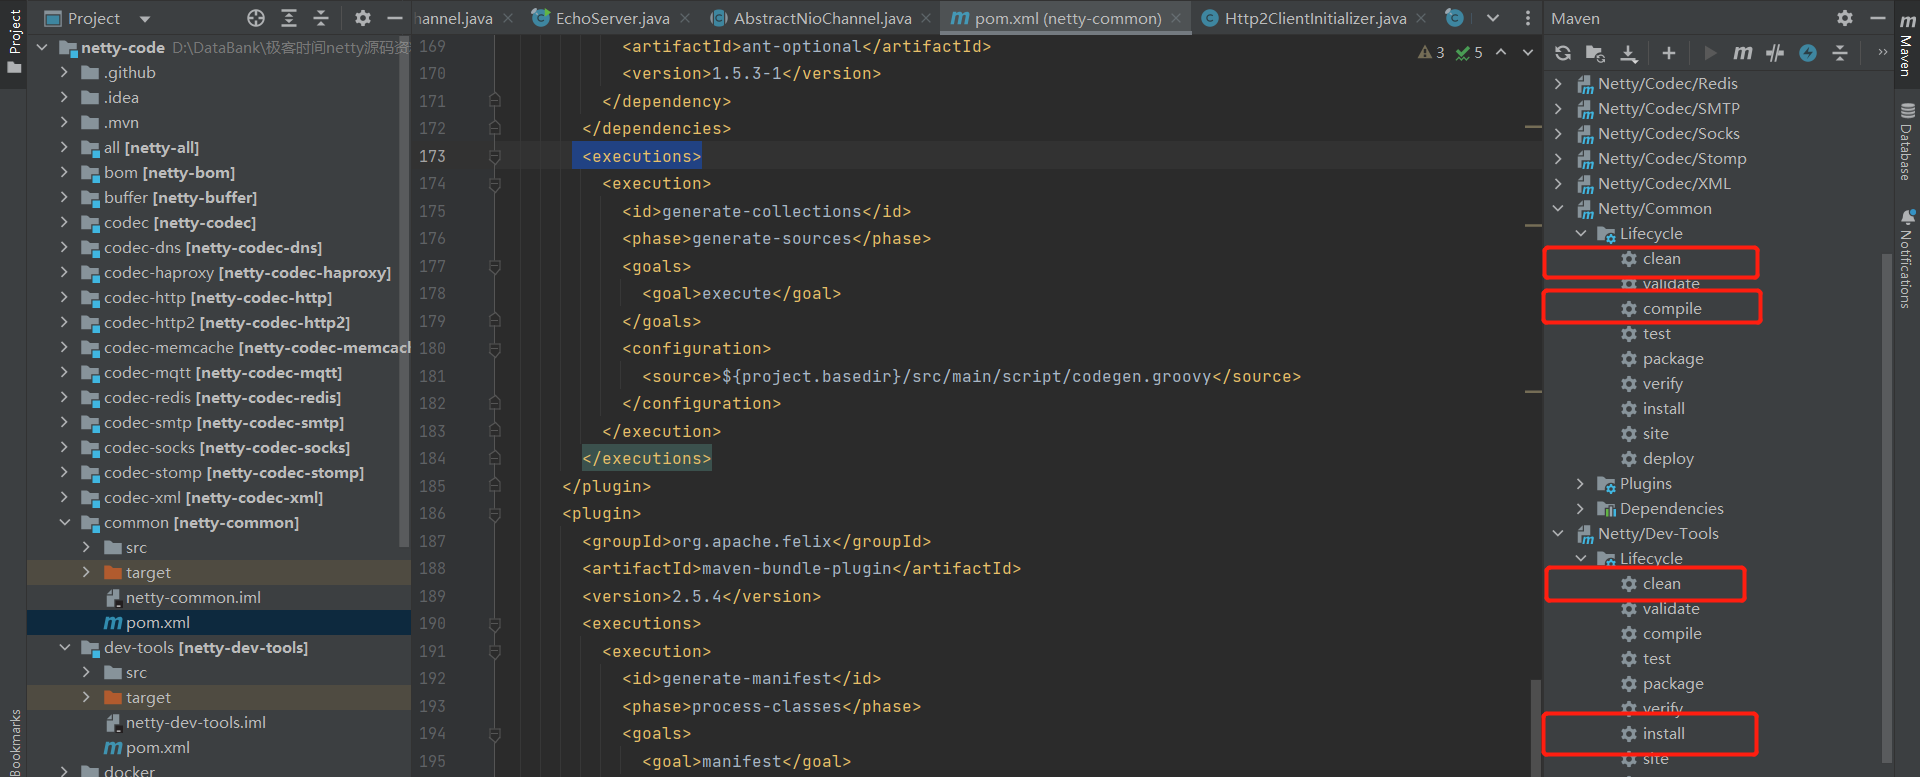 Project
Bookmarks
Project
netty-code D:\DataBank\极客时间netty源码资
.github
.idea
.mvn
all [netty-all]
bom [netty-bom]
buffer [netty-buffer]
codec [netty-codec]
codec-dns [netty-codec-dns]
codec-haproxy [netty-codec-haproxy]
codec-http [netty-codec-http]
codec-http2 [netty-codec-http2]
codec-memcache [netty-codec-memcach
codec-mqtt [netty-codec-mqtt]
codec-redis [netty-codec-redis]
codec-smtp [netty-codec-smtp]
codec-socks [netty-codec-socks]
codec-stomp [netty-codec-stomp]
codec-xml [netty-codec-xml]
common [netty-common]
src
target
netty-common.iml
pom.xml
dev-tools [netty-dev-tools]
src
target
netty-dev-tools.iml
pom.xml
docker
hannel.java EchoServer.java AbstractNioChannel.java pom.xml (netty-common) Http2ClientInitializer.java
3 5
169 <artifactId>ant-optional</artifactId>
170 <version>1.5.3-1</version>
171 </dependency>
172 </dependencies>
173 <executions>
174 <execution>
175 <id>generate-collections</id>
176 <phase>generate-sources</phase>
177 <goals>
178 <goal>execute</goal>
179 </goals>
180 <configuration>
181 <source>${project.basedir}/src/main/script/codegen.groovy</source>
182 </configuration>
183 </execution>
184 </executions>
185 </plugin>
186 <plugin>
187 <groupId>org.apache.felix</groupId>
188 <artifactId>maven-bundle-plugin</artifactId>
189 <version>2.5.4</version>
190 <executions>
191 <execution>
192 <id>generate-manifest</id>
193 <phase>process-classes</phase>
194 <goals>
195 <goal>manifest</goal>
Maven
Netty/Codec/Redis
Netty/Codec/SMTP
Netty/Codec/Socks
Netty/Codec/Stomp
Netty/Codec/XML
Netty/Common
Lifecycle
clean
validate
compile
test
package
verify
install
site
deploy
Plugins
Dependencies
Netty/Dev-Tools
Lifecycle
clean
validate
compile
test
package
verify
install
site
Maven
Database
Notifications